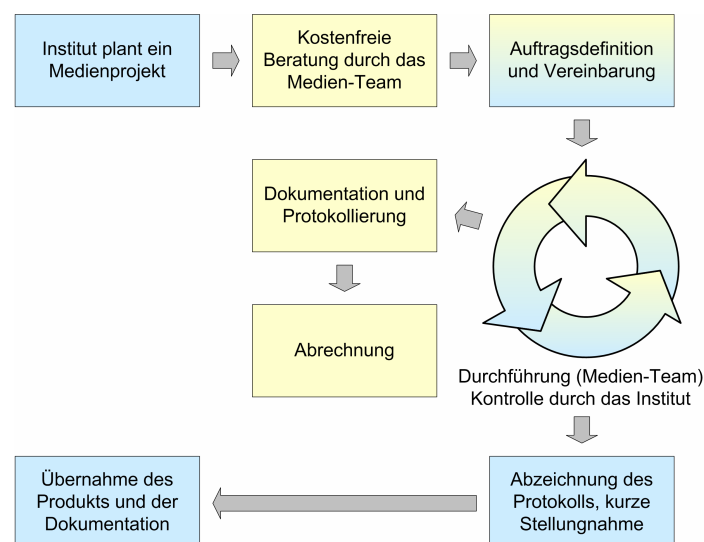 Institut plant ein
Medienprojekt
Kostenfreie
Beratung durch das
Medien-Team
Auftragsdefinition
und Vereinbarung
Dokumentation und
Protokollierung
Abrechnung
Durchführung (Medien-Team)
Kontrolle durch das Institut
Übernahme des
Produkts und der
Dokumentation
Abzeichnung des
Protokolls, kurze
Stellungnahme